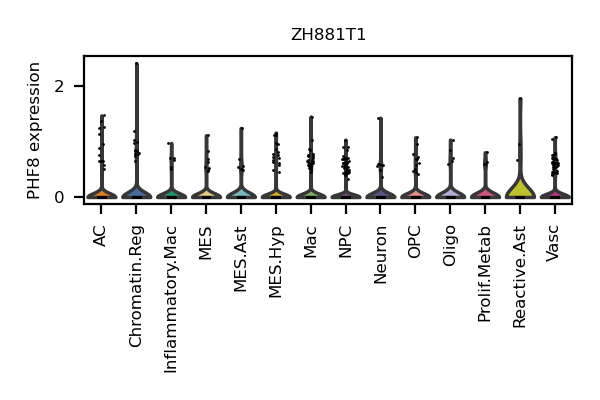 ZH881T1
PHF8 expression
2
0
AC
Chromatin.Reg
Inflammatory.Mac
MES
MES.Ast
MES.Hyp
Mac
NPC
Neuron
OPC
Oligo
Prolif.Metab
Reactive.Ast
Vasc